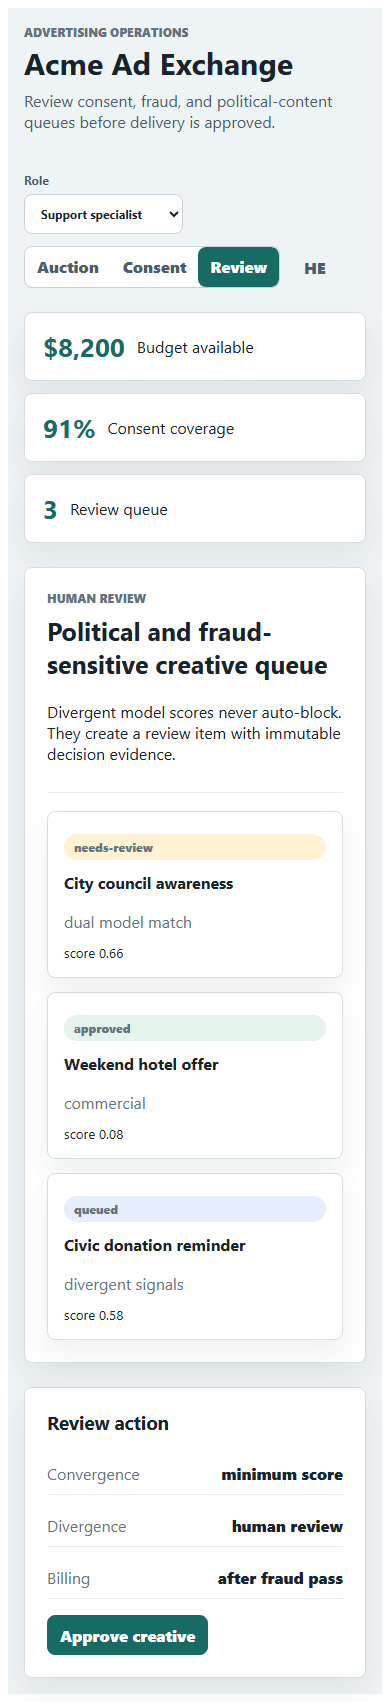 ADVERTISING OPERATIONS
Acme Ad Exchange
Review consent, fraud, and political-content
queues before delivery is approved.
Role
Support specialist
Auction Consent Review HE
$8,200 Budget available
91% Consent coverage
3 Review queue
HUMAN REVIEW
Political and fraud-
sensitive creative queue
Divergent model scores never auto-block.
They create a review item with immutable
decision evidence.
needs-review
City council awareness
dual model match
score 0.66
approved
Weekend hotel offer
commercial
score 0.08
queued
Civic donation reminder
divergent signals
score 0.58
Review action
Convergence minimum score
Divergence human review
Billing after fraud pass
Approve creative